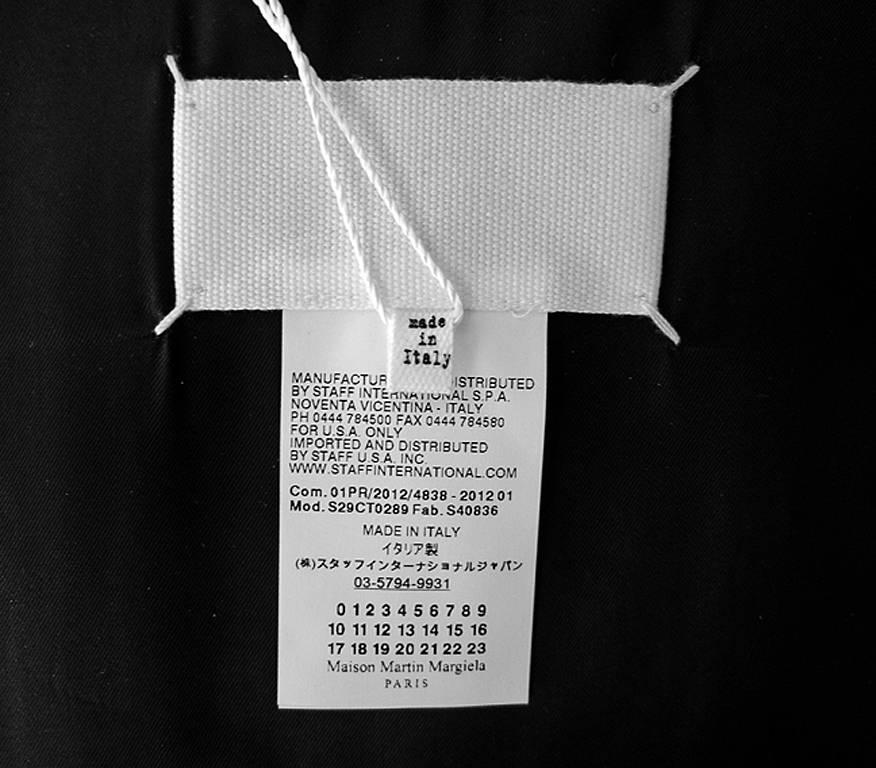 made
in
Italy
MANUFACTUR ISTRIBUTED
BY STAFF INTERNATIONAL S.P.A.
NOVENTA VICENTINA - ITALY
PH 0444 784500 FAX 0444 784580
FOR U.S.A. ONLY
IMPORTED AND DISTRIBUTED
BY STAFF U.S.A. INC.
WWW.STAFFINTERNATIONAL.COM
Com. 01PR/2012/4838 - 2012 01
Mod. S29CT0289 Fab. S40836
MADE IN ITALY
イタリア製
(株)スタッフインターナショナルジャパン
03-5794-9931
0 1 2 3 4 5 6 7 8 9
10 11 12 13 14 15 16
17 18 19 20 21 22 23
Maison Martin Margiela
PARIS